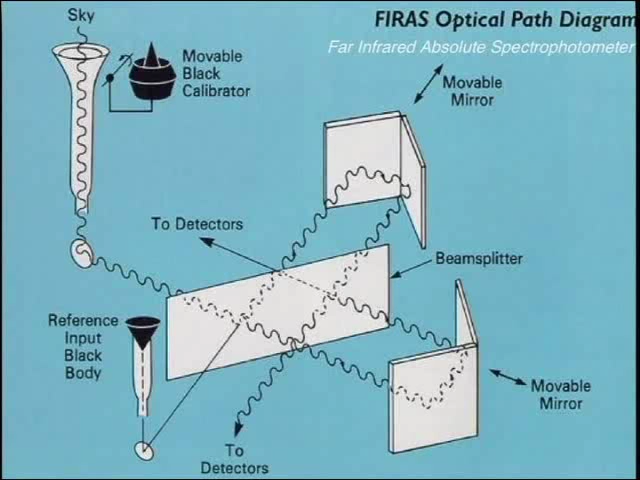 Sky
FIRAS Optical Path Diagram
Far Infrared Absolute Spectrophotometer
Movable
Black
Calibrator
Movable
Mirror
To Detectors
Beamsplitter
Reference
Input
Black
Body
Movable
Mirror
To
Detectors